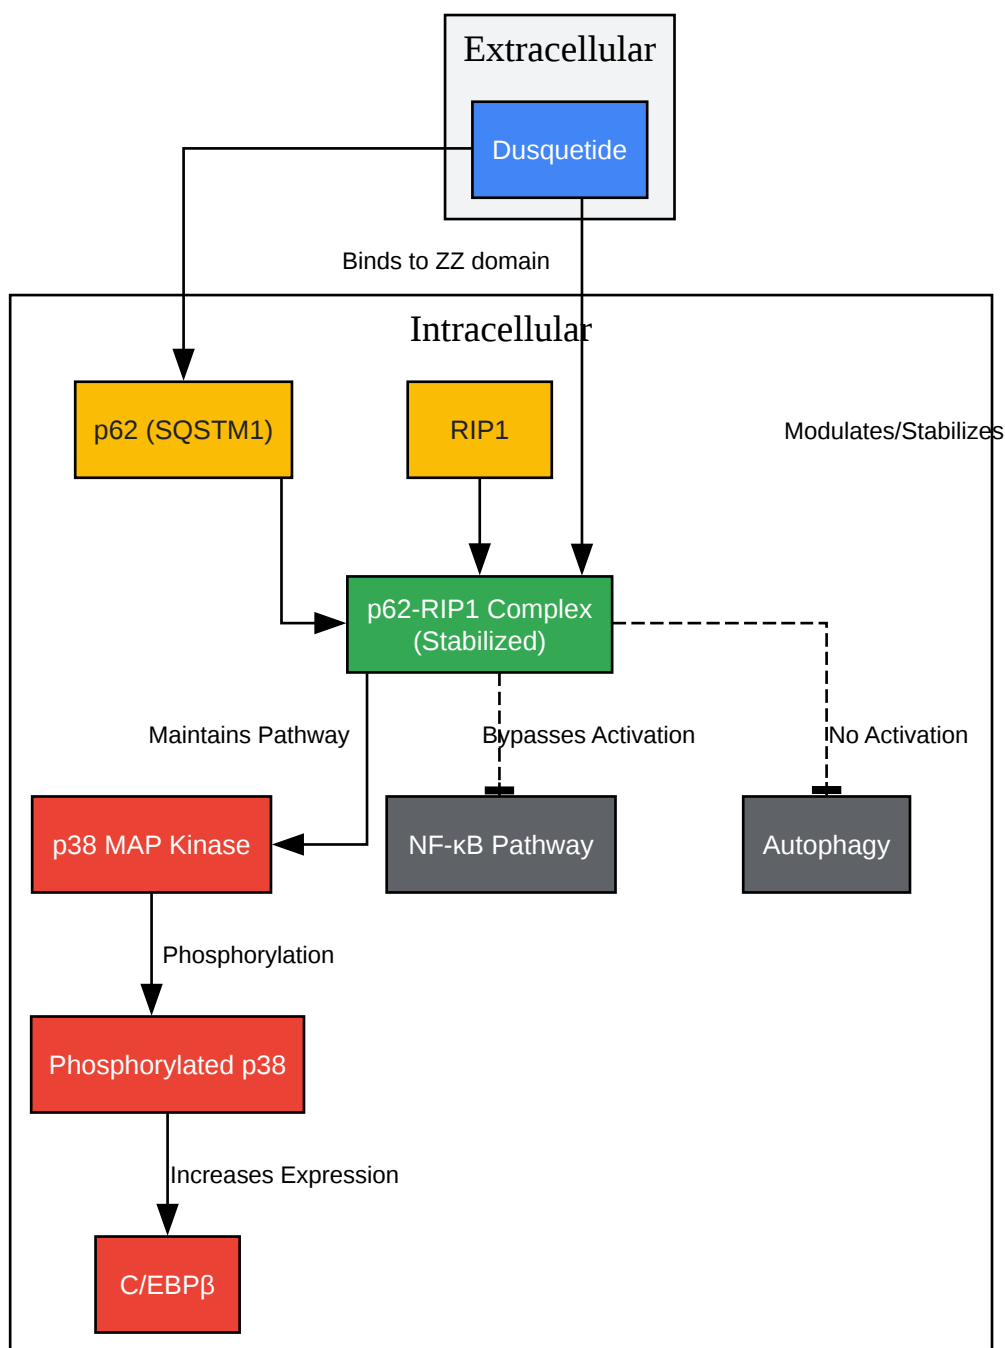 Extracellular
Dusquetide
Binds to ZZ domain
Intracellular
p62 (SQSTM1)
RIP1
Modulates/Stabilizes
p62-RIP1 Complex
(Stabilized)
Maintains Pathway
Bypasses Activation
No Activation
p38 MAP Kinase
NF-κB Pathway
Autophagy
Phosphorylation
Phosphorylated p38
Increases Expression
C/EBPβ